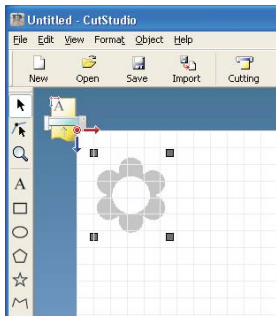 Untitled - CutStudio
File Edit View Format Object Help
New Open Save Import Cutting
A
A